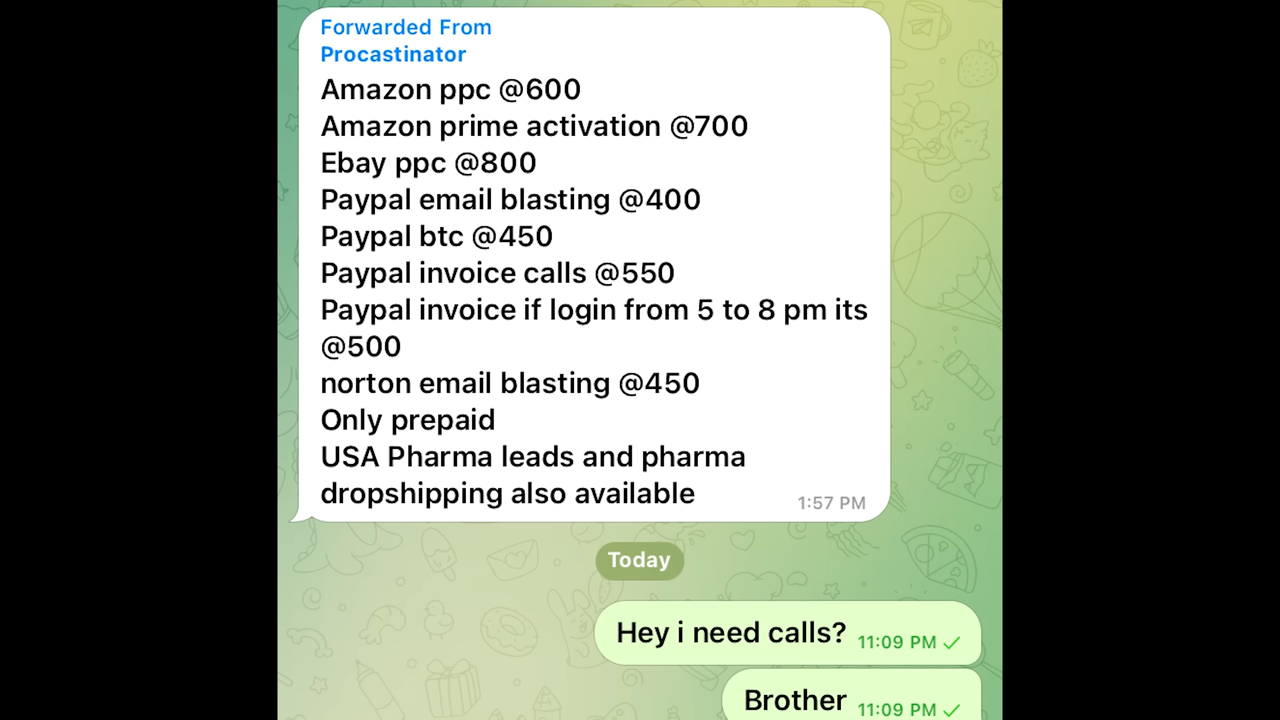 Forwarded From
Procastinator
Amazon ppc @600
Amazon prime activation @700
Ebay ppc @800
Paypal email blasting @400
Paypal btc @450
Paypal invoice calls @550
Paypal invoice if login from 5 to 8 pm its
@500
norton email blasting @450
Only prepaid
USA Pharma leads and pharma
dropshipping also available
1:57 PM
Today
Hey i need calls? 11:09 PM
Brother 11:09 PM